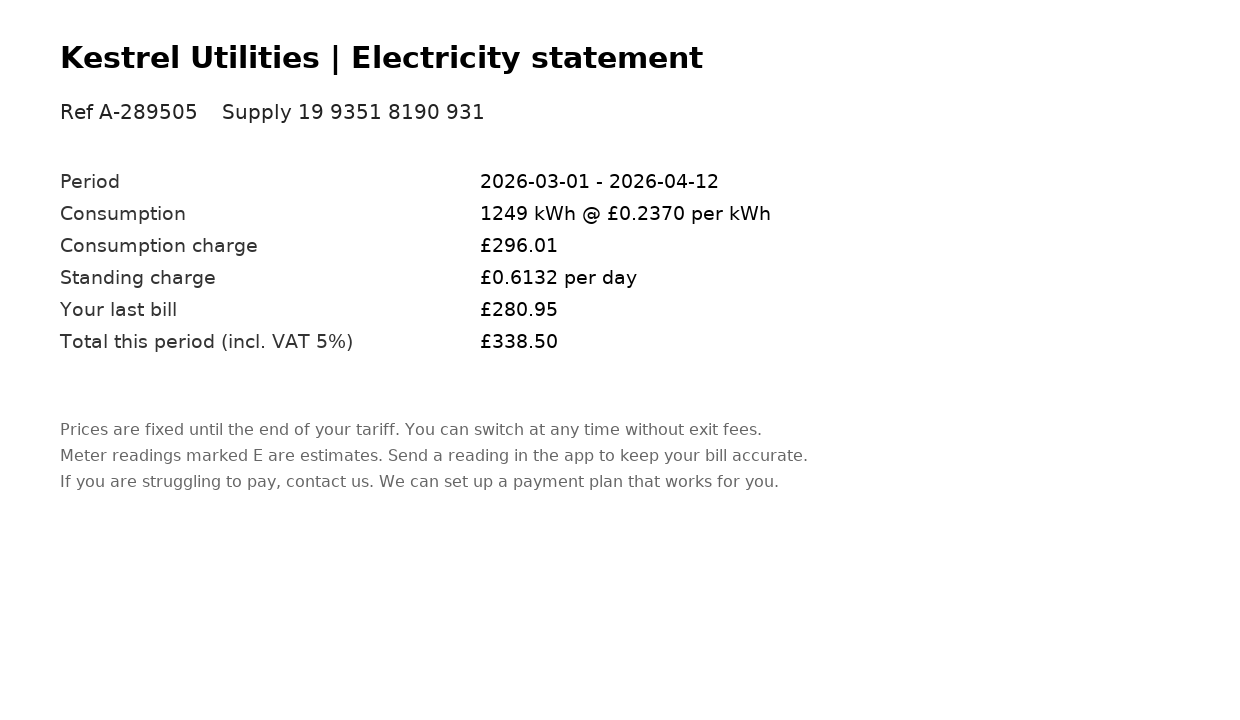 Kestrel Utilities | Electricity statement
Ref A-289505    Supply 19 9351 8190 931
Period    2026-03-01 - 2026-04-12
Consumption    1249 kWh @ £0.2370 per kWh
Consumption charge    £296.01
Standing charge    £0.6132 per day
Your last bill    £280.95
Total this period (incl. VAT 5%)    £338.50
Prices are fixed until the end of your tariff. You can switch at any time without exit fees.
Meter readings marked E are estimates. Send a reading in the app to keep your bill accurate.
If you are struggling to pay, contact us. We can set up a payment plan that works for you.